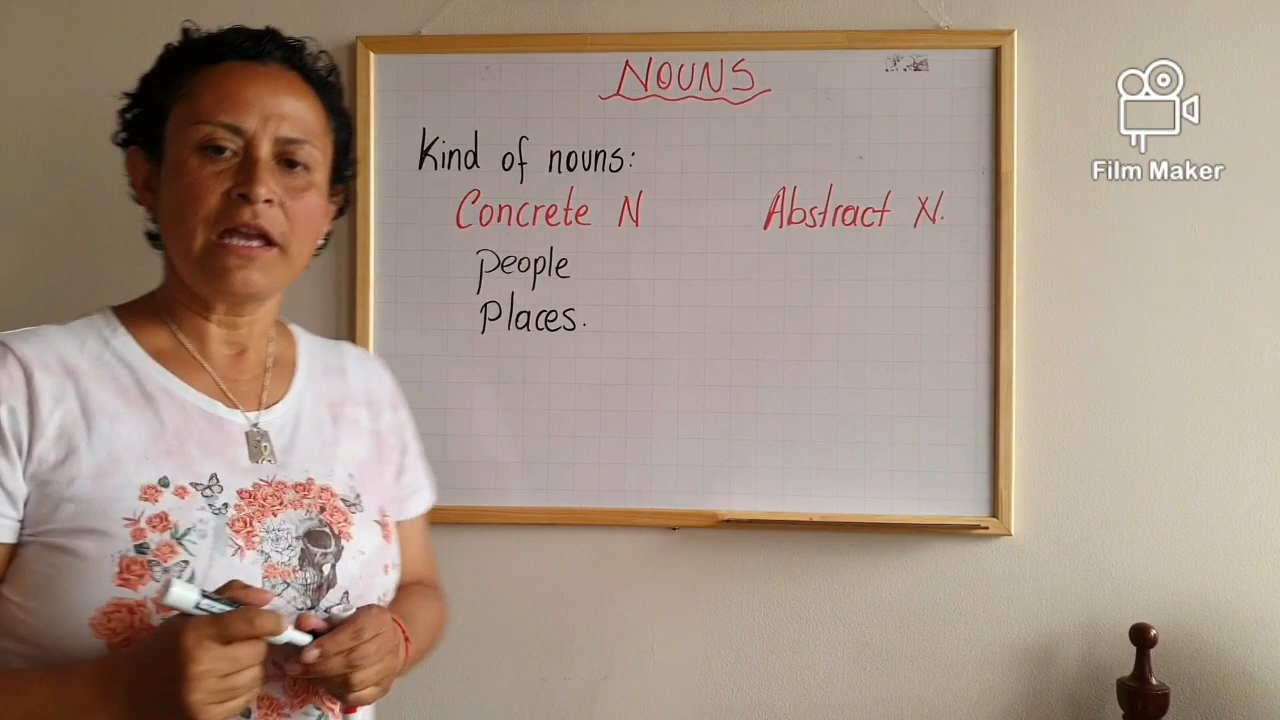 NOUNS
Kind of nouns:
Concrete N Abstract N.
People
Places.
Film Maker